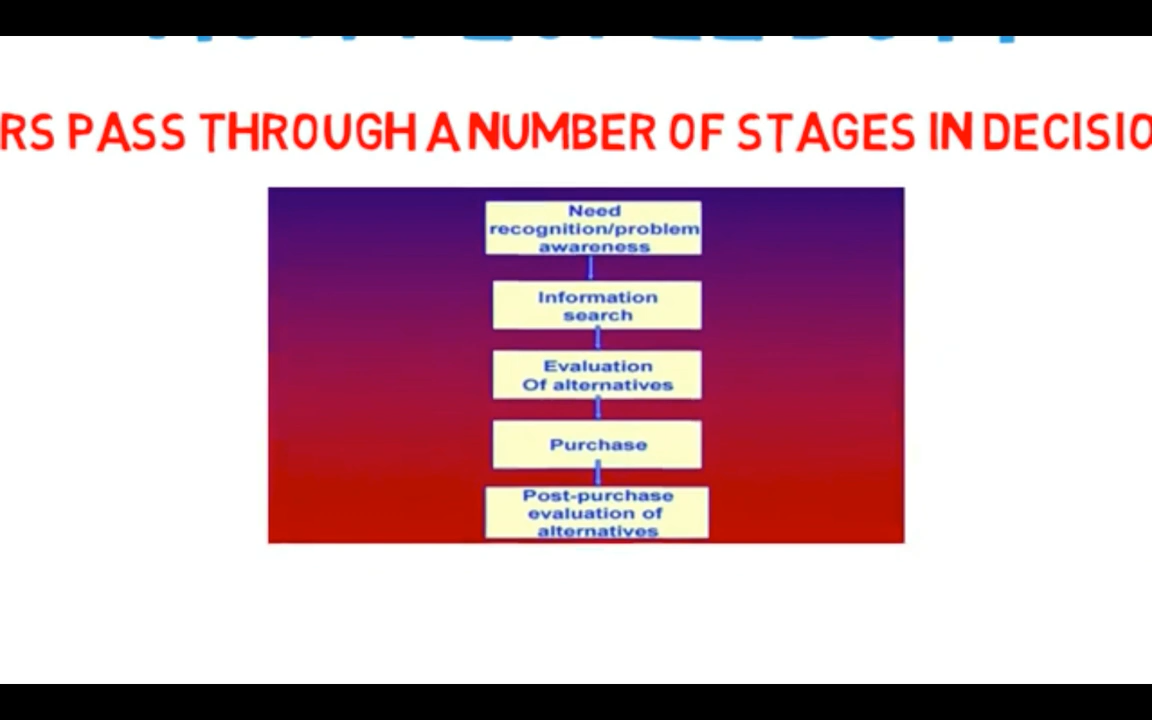 RS PASS THROUGH A NUMBER OF STAGES IN DECISIO
Need
recognition/problem
awareness
Information
search
Evaluation
Of alternatives
Purchase
Post-purchase
evaluation of
alternatives